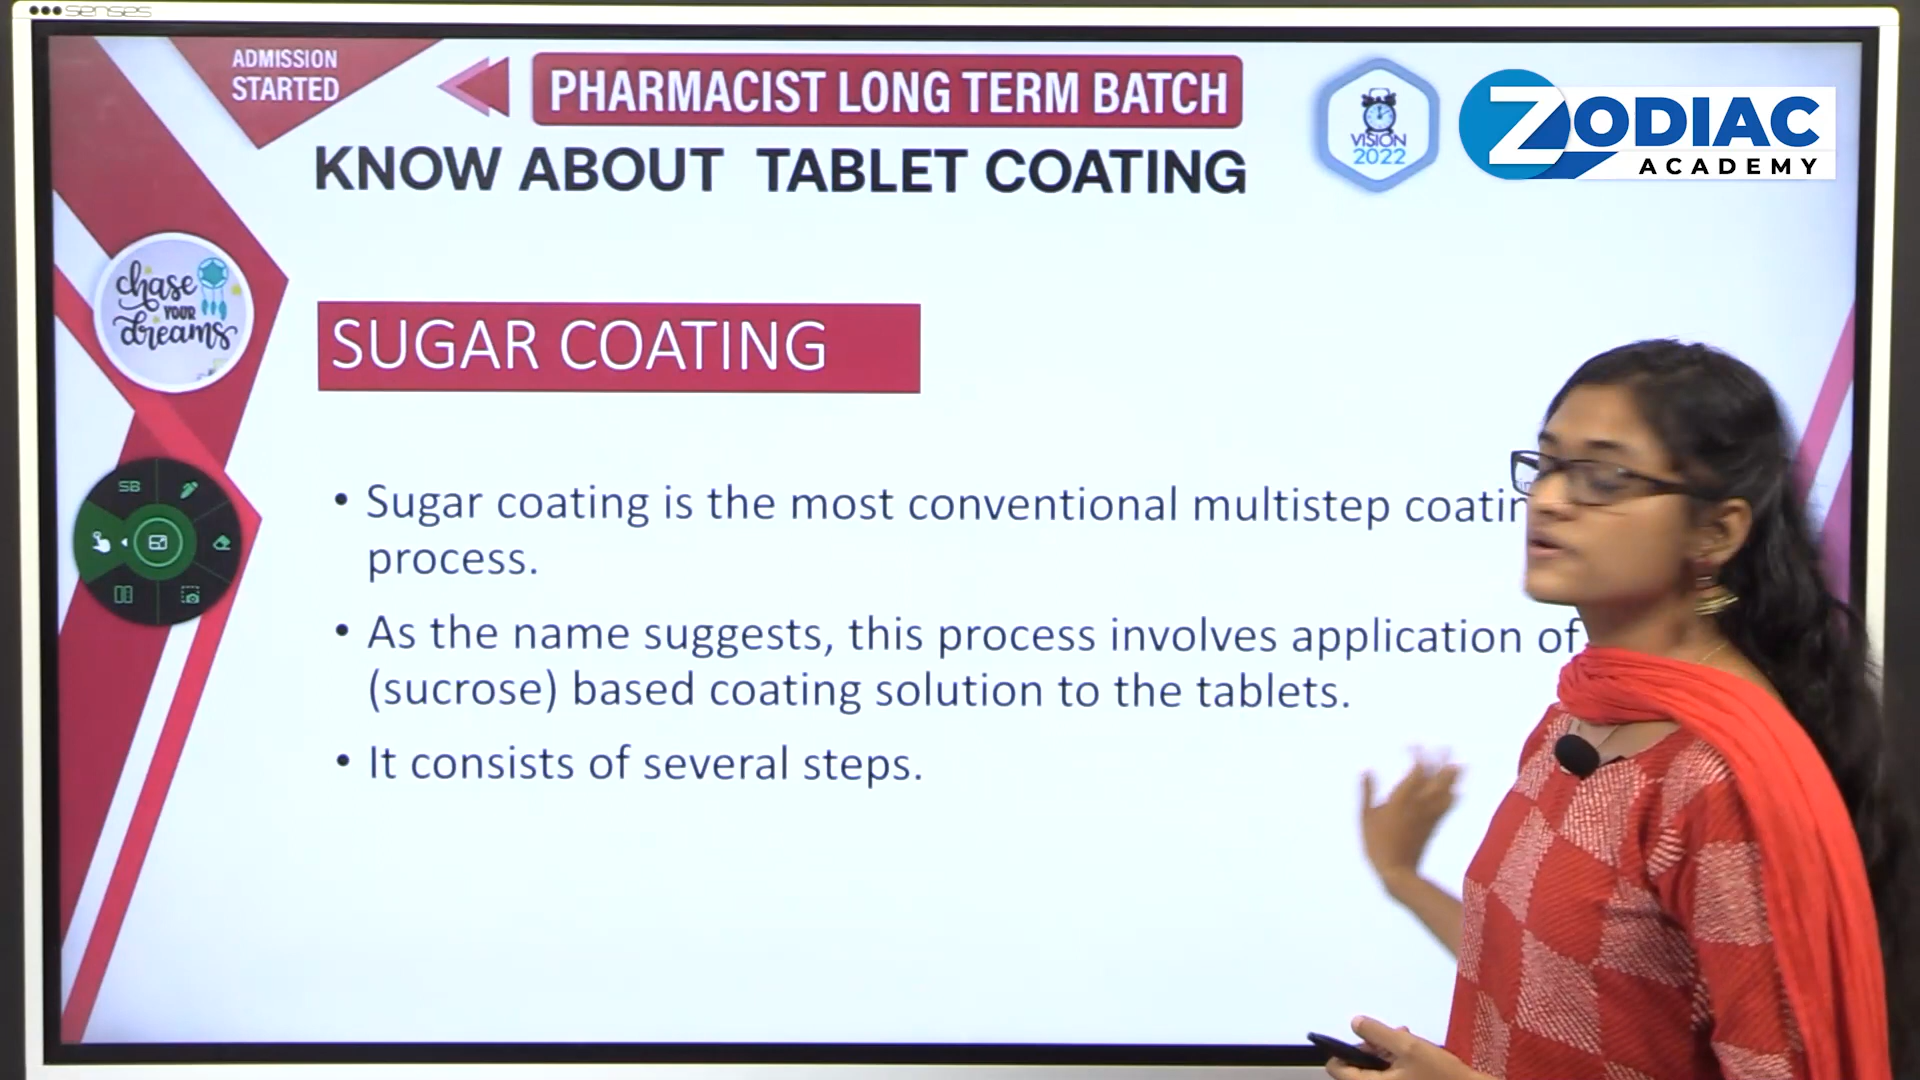 senses
ADMISSION
STARTED
PHARMACIST LONG TERM BATCH
KNOW ABOUT TABLET COATING
VISION
2022
ZODIAC
ACADEMY
chase
YOUR
dreams
SUGAR COATING
SB
• Sugar coating is the most conventional multistep coatin
process.
• As the name suggests, this process involves application of
(sucrose) based coating solution to the tablets.
• It consists of several steps.